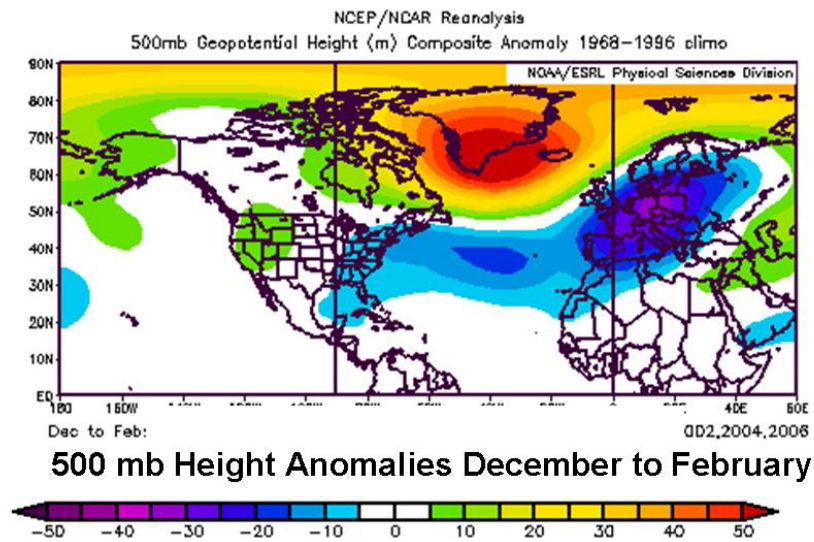 NCEP/NCAR Reanalysis
500mb Geopotential Height (m) Composite Anomaly 1968-1996 climo
NOAA/ESRL Physical Sciences Division
90N
80N
70N
60N
50N
40N
30N
20N
10N
EQ
180 160W 20E 40E 60E
Dec to Feb: 2004,2006
500 mb Height Anomalies December to February
-50 -40 -30 -20 -10 0 10 20 30 40 50